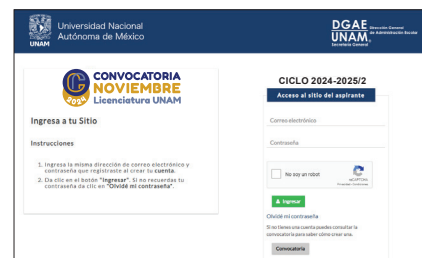 UNAM
Universidad Nacional
Autónoma de México
DGAE
UNAM
Dirección General
de Administración Escolar
Secretaría General
CONVOCATORIA
NOVIEMBRE
2024
Licenciatura UNAM
Ingresa a tu Sitio
Instrucciones
1. Ingresa la misma dirección de correo electrónico y
contraseña que registraste al crear tu cuenta.
2. Da clic en el botón "Ingresar". Si no recuerdas tu
contraseña da clic en "Olvidé mi contraseña".
CICLO 2024-2025/2
Acceso al sitio del aspirante
Correo electrónico
Contraseña
No soy un robot
reCAPTCHA
Ingresar
Olvidé mi contraseña
Si no tienes una cuenta puedes consultar la
convocatoria para saber cómo crear una.
Convocatoria